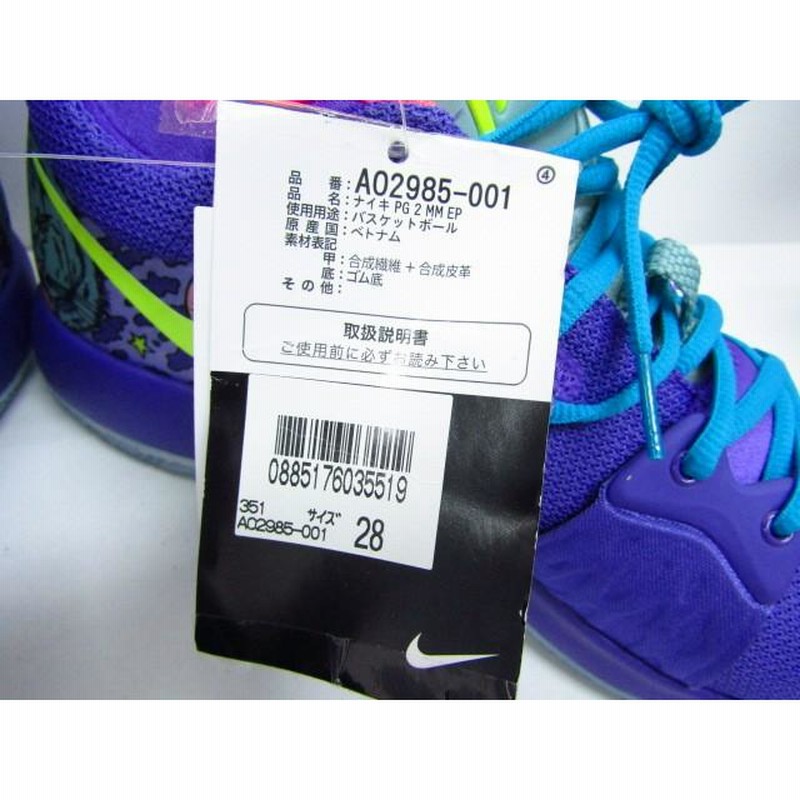 ④
品番：AO2985-001
品名：ナイキ PG 2 MM EP
使用用途：バスケットボール
原産国：ベトナム
素材表記
甲：合成繊維＋合成皮革
底：ゴム底
その他：
取扱説明書
ご使用前に必ずお読み下さい
0885176035519
351 サイズ 28
AO2985-001